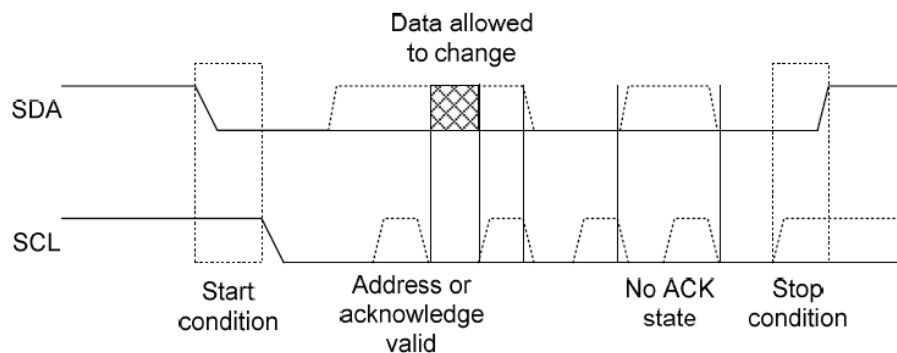 Data allowed
to change
SDA
SCL
Start
condition
Address or
acknowledge
valid
No ACK
state
Stop
condition